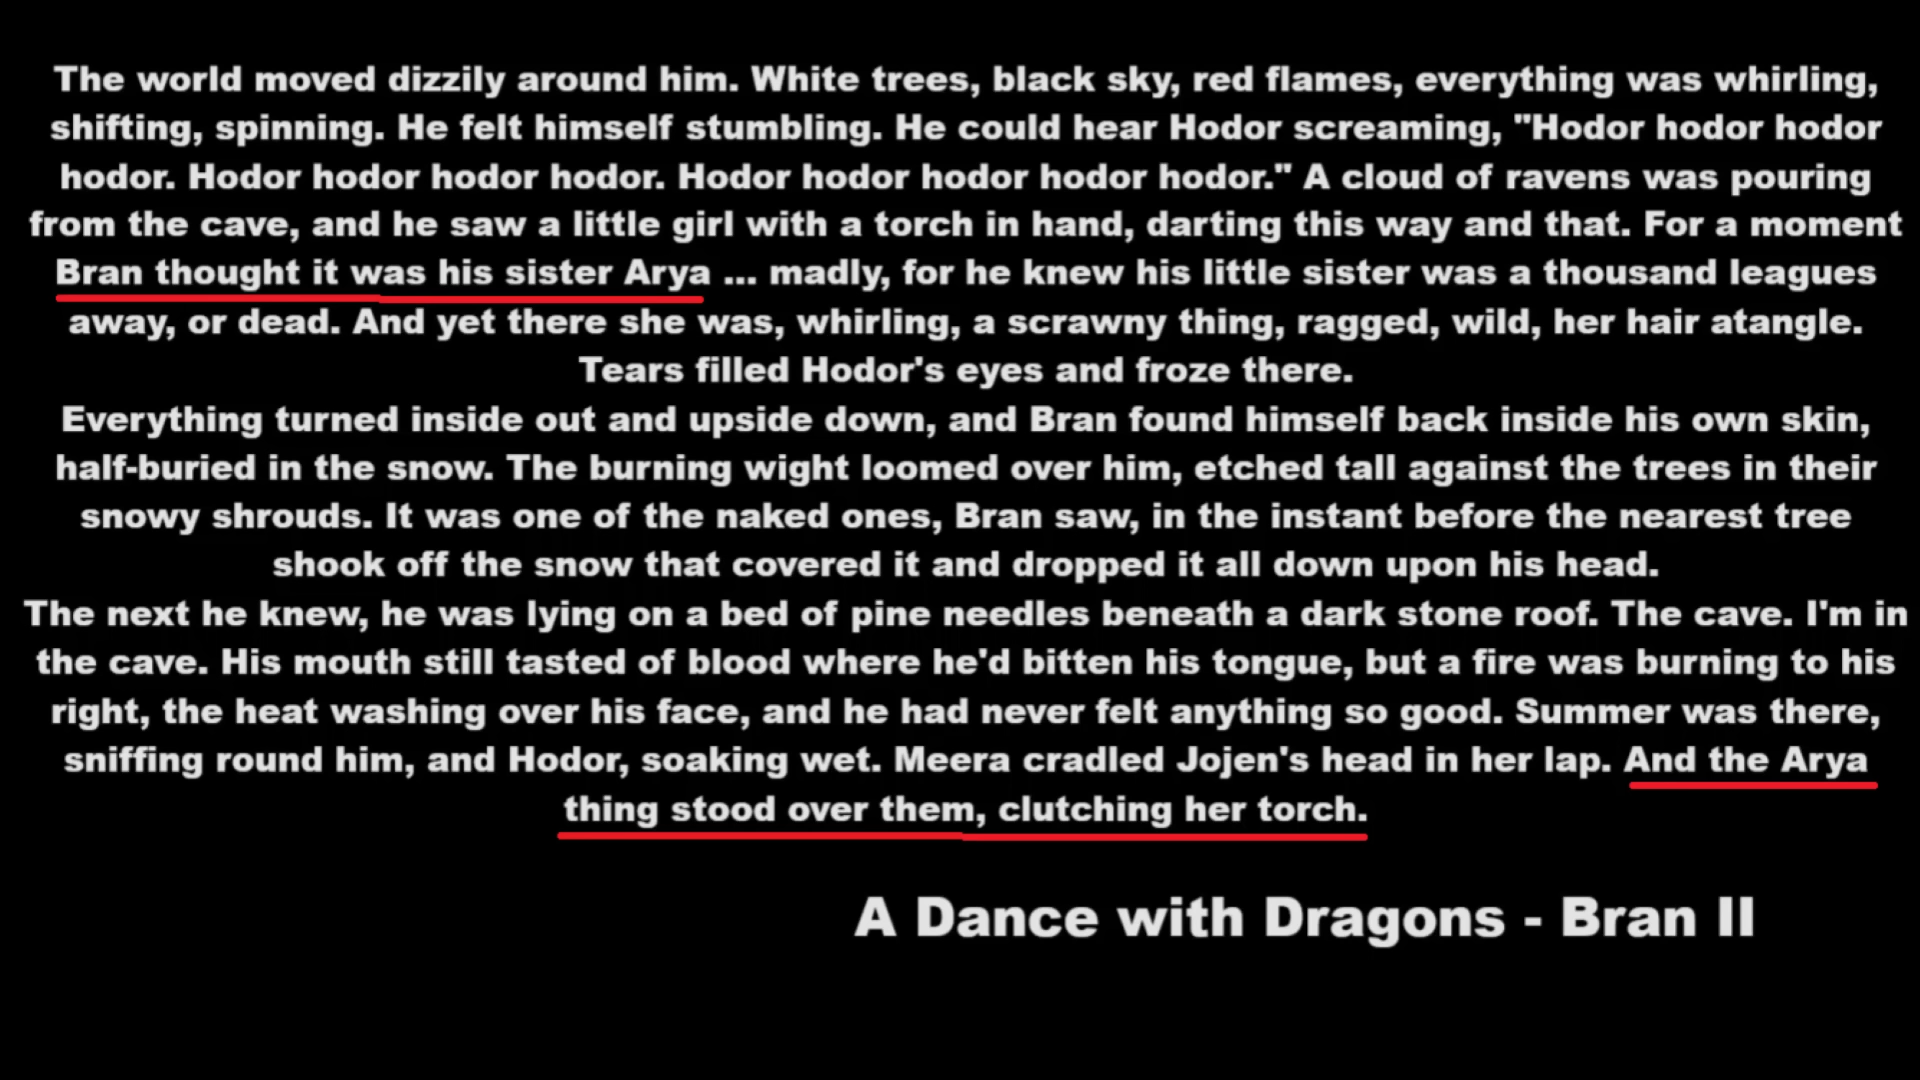 The world moved dizzily around him. White trees, black sky, red flames, everything was whirling,
shifting, spinning. He felt himself stumbling. He could hear Hodor screaming, "Hodor hodor hodor
hodor. Hodor hodor hodor hodor. Hodor hodor hodor hodor hodor." A cloud of ravens was pouring
from the cave, and he saw a little girl with a torch in hand, darting this way and that. For a moment
Bran thought it was his sister Arya ... madly, for he knew his little sister was a thousand leagues
away, or dead. And yet there she was, whirling, a scrawny thing, ragged, wild, her hair atangle.
Tears filled Hodor's eyes and froze there.
Everything turned inside out and upside down, and Bran found himself back inside his own skin,
half-buried in the snow. The burning wight loomed over him, etched tall against the trees in their
snowy shrouds. It was one of the naked ones, Bran saw, in the instant before the nearest tree
shook off the snow that covered it and dropped it all down upon his head.
The next he knew, he was lying on a bed of pine needles beneath a dark stone roof. The cave. I'm in
the cave. His mouth still tasted of blood where he'd bitten his tongue, but a fire was burning to his
right, the heat washing over his face, and he had never felt anything so good. Summer was there,
sniffing round him, and Hodor, soaking wet. Meera cradled Jojen's head in her lap. And the Arya
thing stood over them, clutching her torch.
A Dance with Dragons - Bran II